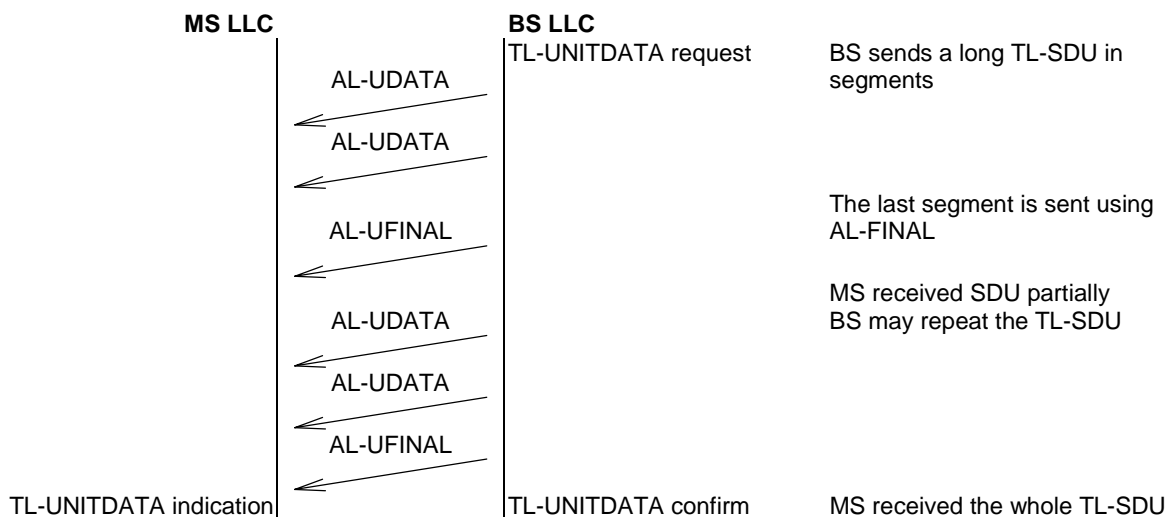 MS LLC BS LLC
TL-UNITDATA request BS sends a long TL-SDU in
segments
AL-UDATA
AL-UDATA
The last segment is sent using
AL-FINAL
AL-UFINAL
MS received SDU partially
BS may repeat the TL-SDU
AL-UDATA
AL-UDATA
AL-UFINAL
TL-UNITDATA indication TL-UNITDATA confirm MS received the whole TL-SDU